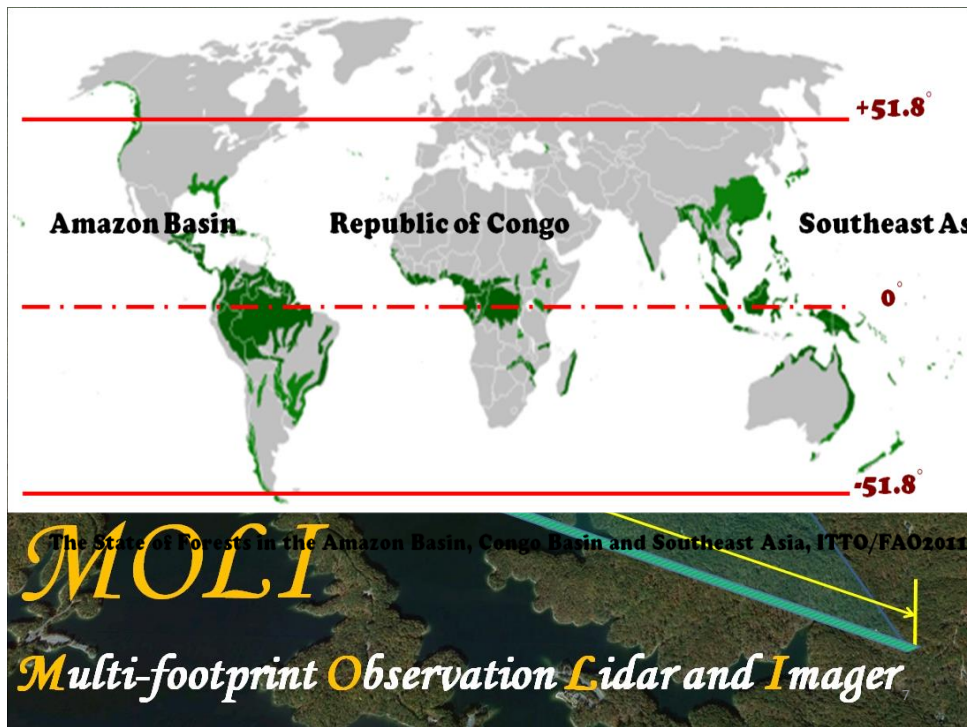 +51.8°
Amazon Basin Republic of Congo Southeast As
0°
-51.8°
MOLI
The State of Forests in the Amazon Basin, Congo Basin and Southeast Asia, ITTO/FAO2011
Multi-footprint Observation Lidar and Imager
7